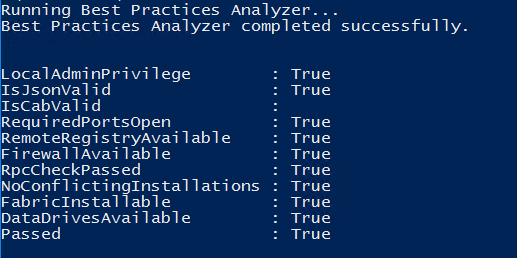 Running Best Practices Analyzer...
Best Practices Analyzer completed successfully.
LocalAdminPrivilege : True
IsJsonValid : True
IsCabValid :
RequiredPortsOpen : True
RemoteRegistryAvailable : True
FirewallAvailable : True
RpcCheckPassed : True
NoConflictingInstallations : True
FabricInstallable : True
DataDrivesAvailable : True
Passed : True